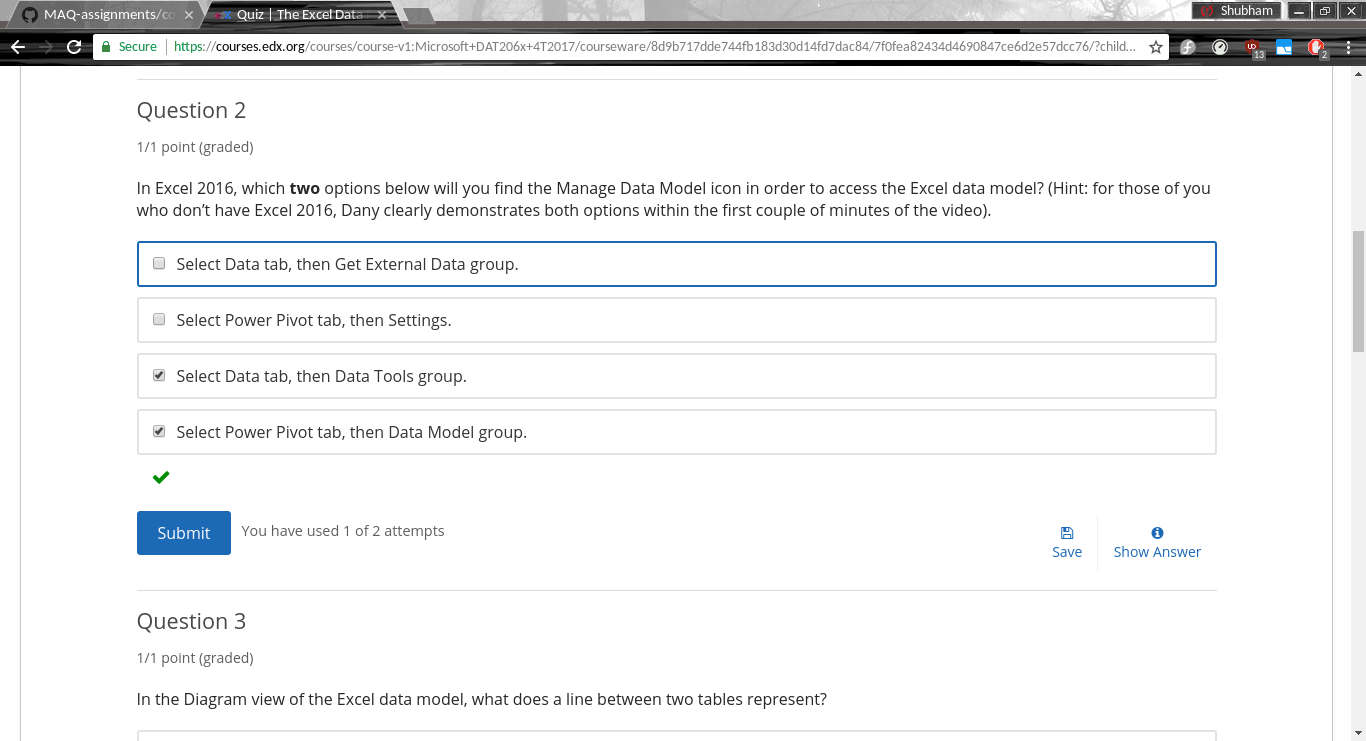 MAQ-assignments/co
Quiz | The Excel Data
Shubham
Secure
https://courses.edx.org/courses/course-v1:Microsoft+DAT206x+4T2017/courseware/8d9b717dde744fb183d30d14fd7dac84/7f0fea82434d4690847ce6d2e57dcc76/?child...
13
2
Question 2
1/1 point (graded)
In Excel 2016, which two options below will you find the Manage Data Model icon in order to access the Excel data model? (Hint: for those of you
who don’t have Excel 2016, Dany clearly demonstrates both options within the first couple of minutes of the video).
Select Data tab, then Get External Data group.
Select Power Pivot tab, then Settings.
Select Data tab, then Data Tools group.
Select Power Pivot tab, then Data Model group.
Submit
You have used 1 of 2 attempts
Save
Show Answer
Question 3
1/1 point (graded)
In the Diagram view of the Excel data model, what does a line between two tables represent?